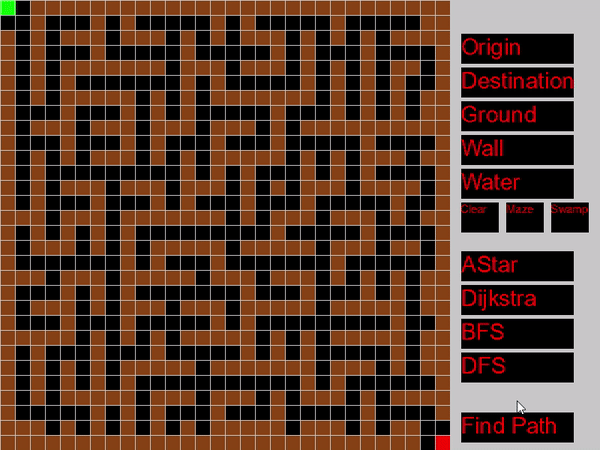 Origin
Destination
Ground
Wall
Water
Clear Maze Swamp
AStar
Dijkstra
BFS
DFS
Find Path